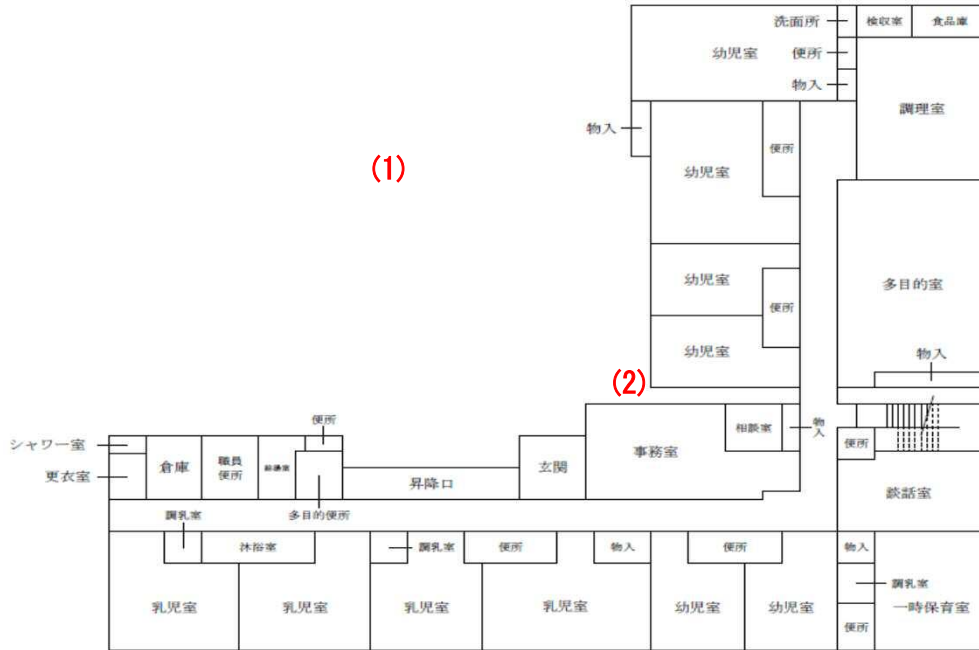 洗面所
検収室
食品庫
幼児室
便所
物入
調理室
物入
便所
幼児室
(1)
幼児室
便所
多目的室
幼児室
物入
(2)
便所
相談室
物入
シャワー室
倉庫
職員
便所
事務室
便所
更衣室
玄関
昇降口
談話室
調乳室
多目的便所
沐浴室
調乳室
便所
物入
便所
物入
調乳室
乳児室
乳児室
乳児室
乳児室
幼児室
幼児室
一時保育室
便所